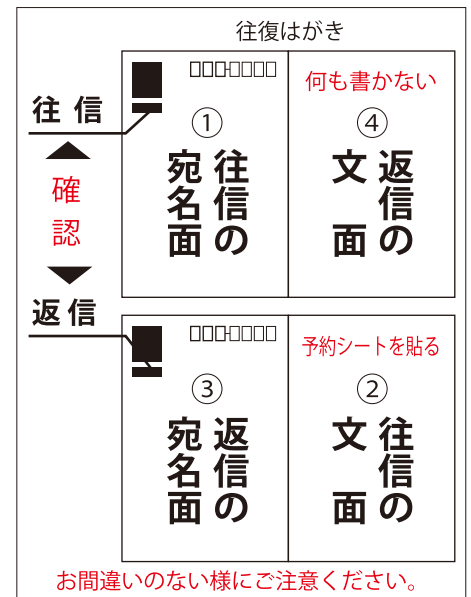 往復はがき
往信
確認
返信
①
往信の
宛名面
何も書かない
④
返信の
文面
③
返信の
宛名面
予約シートを貼る
②
往信の
文面
お間違いのない様にご注意ください。